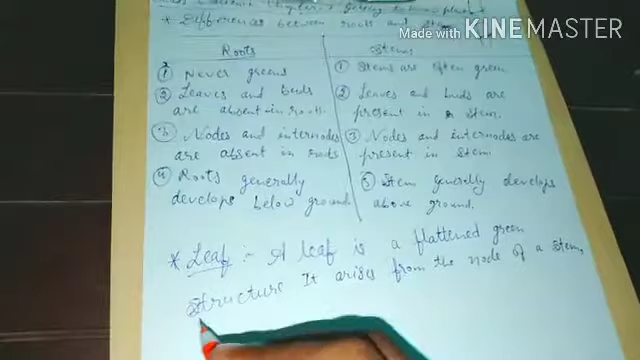 Made with KINEMASTER
* Differences between roots and stem
Roots
Stems
① Never greens
① Stems are often green
② Leaves and buds
are absent in roots.
② Leaves and buds are
present in stem.
③ Nodes and internodes
are absent in roots
③ Nodes and internodes are
present in stem.
④ Roots generally
develops below ground
⑤ Stem generally develops
above ground.
* Leaf :- A leaf is a flattened green
structure It arises from the node of a stem,